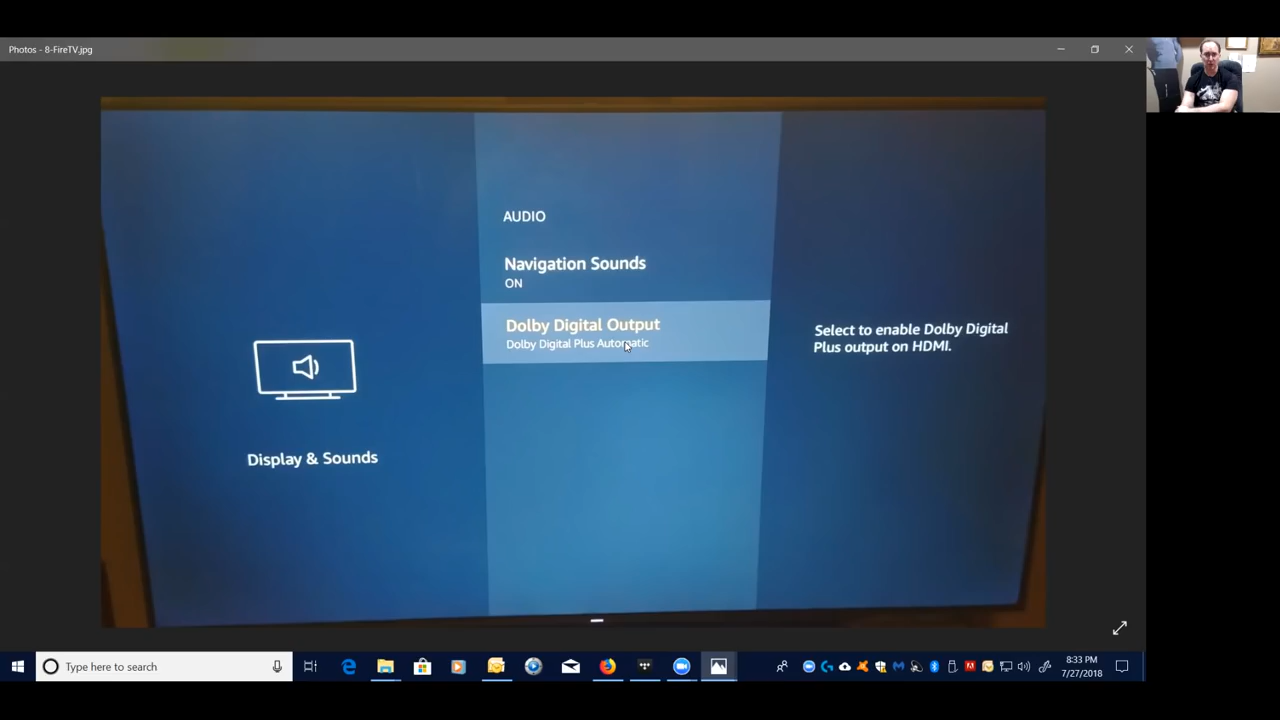 Photos - 8-FireTV.jpg
AUDIO
Navigation Sounds
ON
Dolby Digital Output
Dolby Digital Plus Automatic
Select to enable Dolby Digital
Plus output on HDMI.
Display & Sounds
Type here to search
8:33 PM
7/27/2018